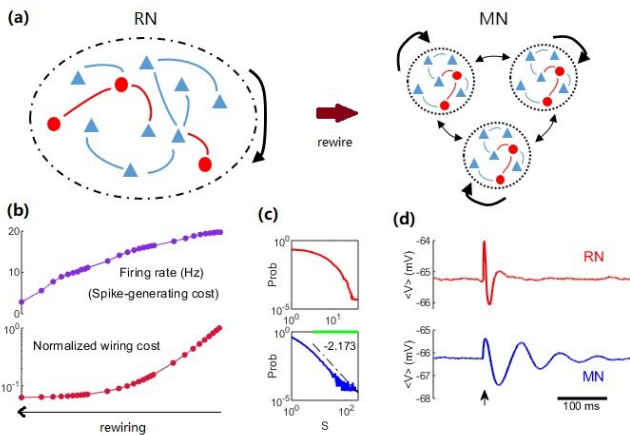 (a)
RN
MN
rewire
(b)
20
10
0
Firing rate (Hz)
(Spike-generating cost)
10^0
Normalized wiring cost
10^-1
rewiring
(c)
10^0
Prob
10^-5
10^0
10^1
10^0
-2.173
Prob
10^-5
10^0
10^2
S
(d)
-64
-65
-66
<V> (mV)
RN
-65
-66
-67
-68
<V> (mV)
MN
100 ms